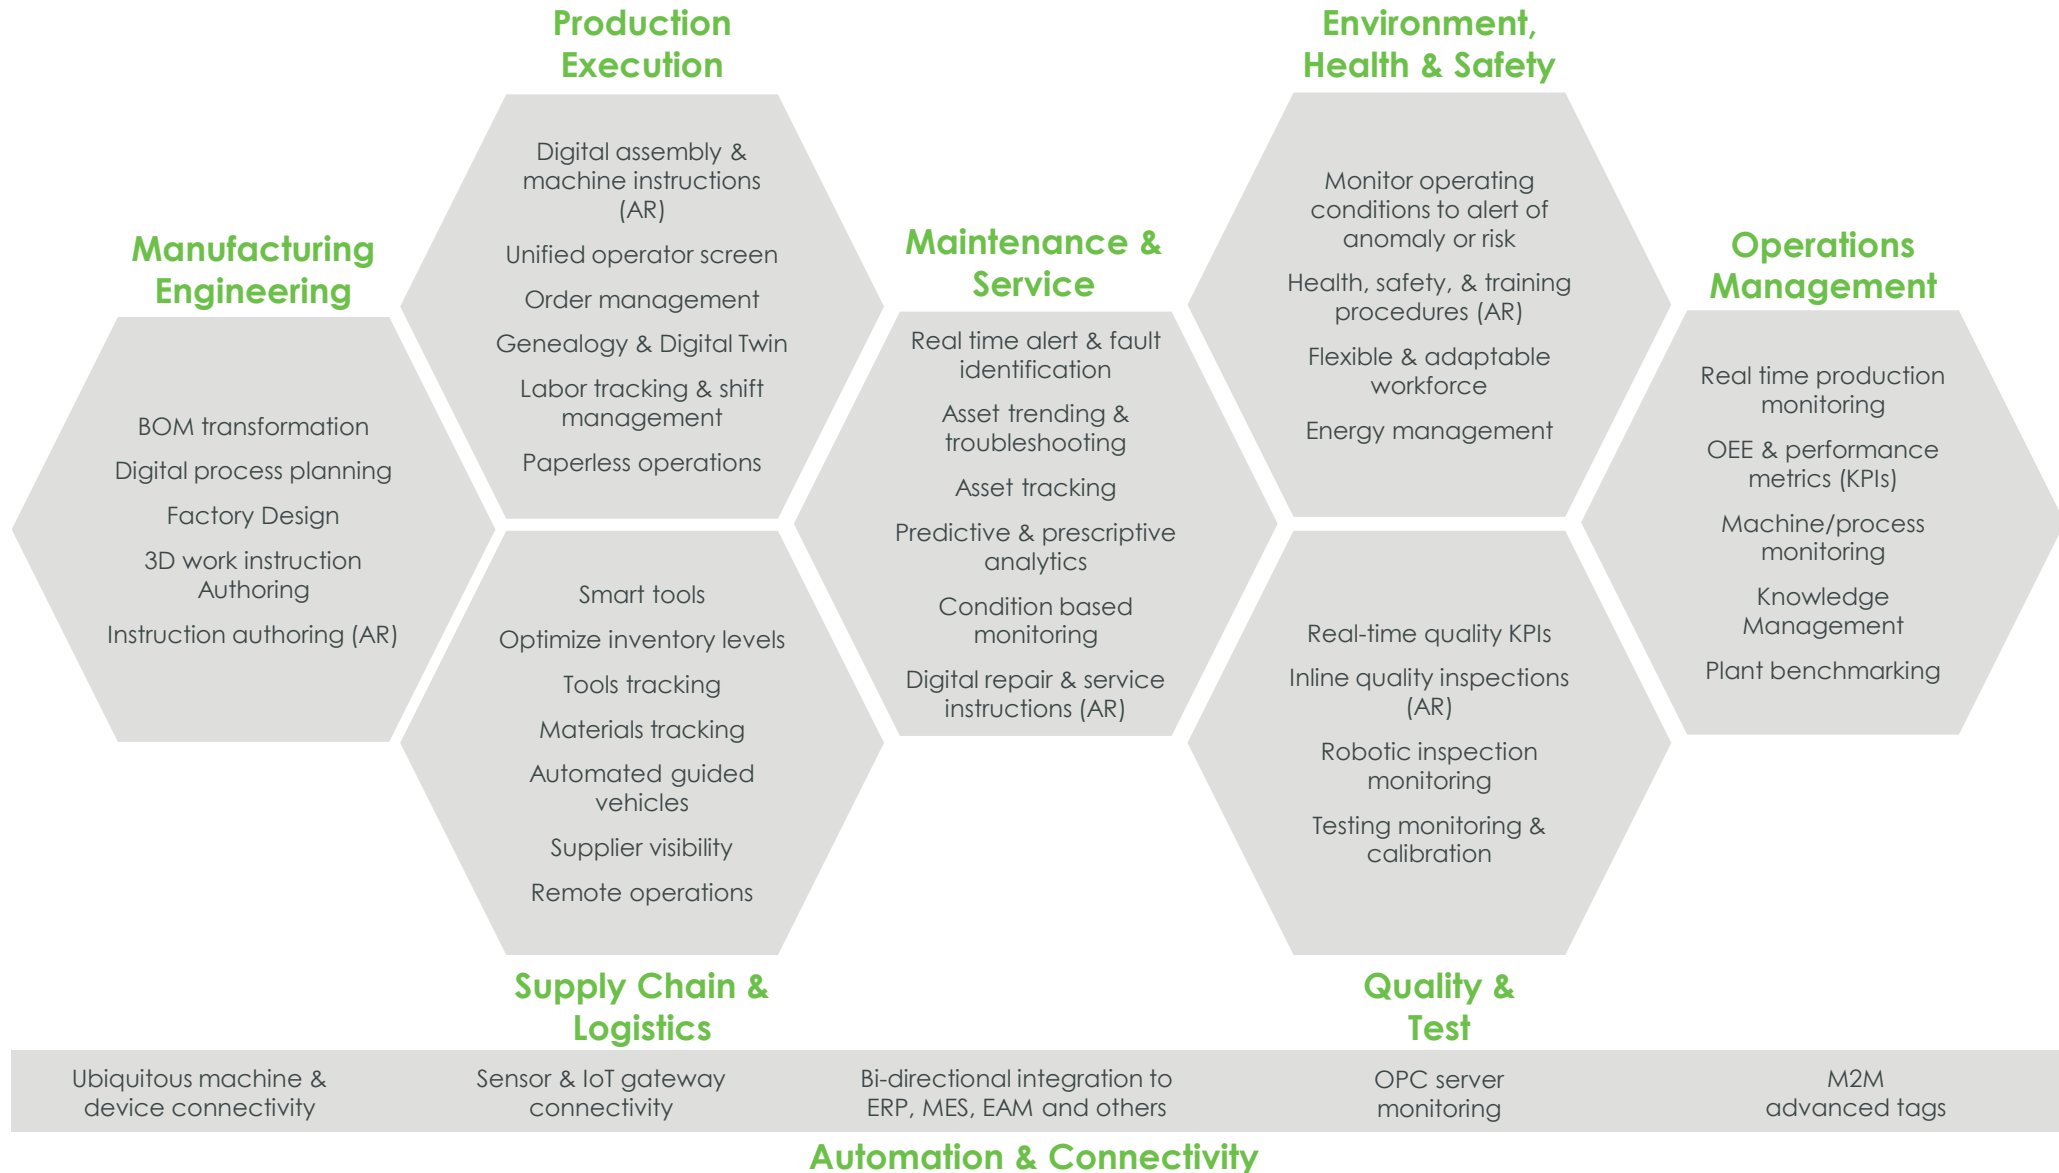 Production
Execution
Digital assembly &
machine instructions
(AR)
Unified operator screen
Order management
Genealogy & Digital Twin
Labor tracking & shift
management
Paperless operations
Environment,
Health & Safety
Monitor operating
conditions to alert of
anomaly or risk
Health, safety, & training
procedures (AR)
Flexible & adaptable
workforce
Energy management
Manufacturing
Engineering
BOM transformation
Digital process planning
Factory Design
3D work instruction
Authoring
Instruction authoring (AR)
Maintenance &
Service
Real time alert & fault
identification
Asset trending &
troubleshooting
Asset tracking
Predictive & prescriptive
analytics
Condition based
monitoring
Digital repair & service
instructions (AR)
Operations
Management
Real time production
monitoring
OEE & performance
metrics (KPIs)
Machine/process
monitoring
Knowledge
Management
Plant benchmarking
Smart tools
Optimize inventory levels
Tools tracking
Materials tracking
Automated guided
vehicles
Supplier visibility
Remote operations
Supply Chain &
Logistics
Real-time quality KPIs
Inline quality inspections
(AR)
Robotic inspection
monitoring
Testing monitoring &
calibration
Quality &
Test
Ubiquitous machine &
device connectivity
Sensor & IoT gateway
connectivity
Bi-directional integration to
ERP, MES, EAM and others
OPC server
monitoring
M2M
advanced tags
Automation & Connectivity